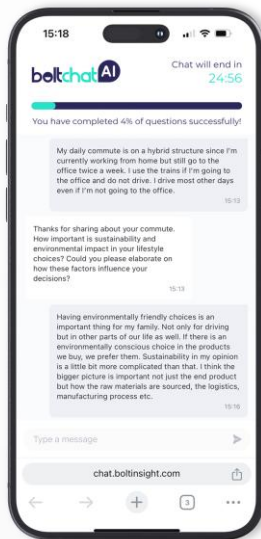 15:18
boltchatAI
Chat will end in
24:56
You have completed 4% of questions successfully!
My daily commute is on a hybrid structure since I'm
currently working from home but still go to the
office twice a week. I use the trains if I'm going to
the office and do not drive. I drive most other days
even if I'm not going to the office.
15:13
Thanks for sharing about your commute.
How important is sustainability and
environmental impact in your lifestyle
choices? Could you please elaborate on
how these factors influence your
decisions?
15:13
Having environmentally friendly choices is an
important thing for my family. Not only for driving
but in other parts of our life as well. If there is an
environmentally conscious choice in the products
we buy, we prefer them. Sustainability in my opinion
is a little bit more complicated than that. I think the
bigger picture is important not just the end product
but how the raw materials are sourced, the logistics,
manufacturing process etc.
15:16
Type a message
chat.boltinsight.com
3